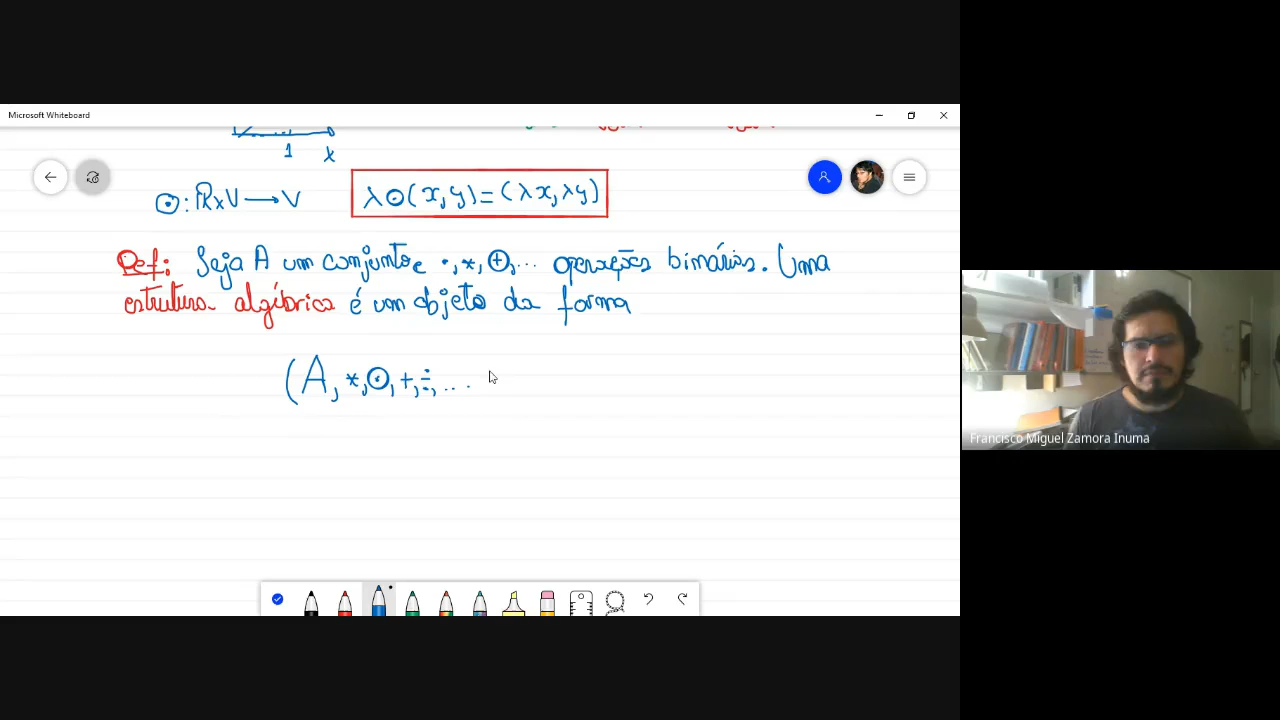 Microsoft Whiteboard
1 x
⊙: ℝxV → V
λ⊙(x,y)=(λx,λy)
Def: Seja A um conjunto e ·, *, ⊕, ... operações binárias. Uma
estrutura algébrica é um objeto da forma
(A, *, ⊙, +, ÷, ...
Francisco Miguel Zamora Inuma